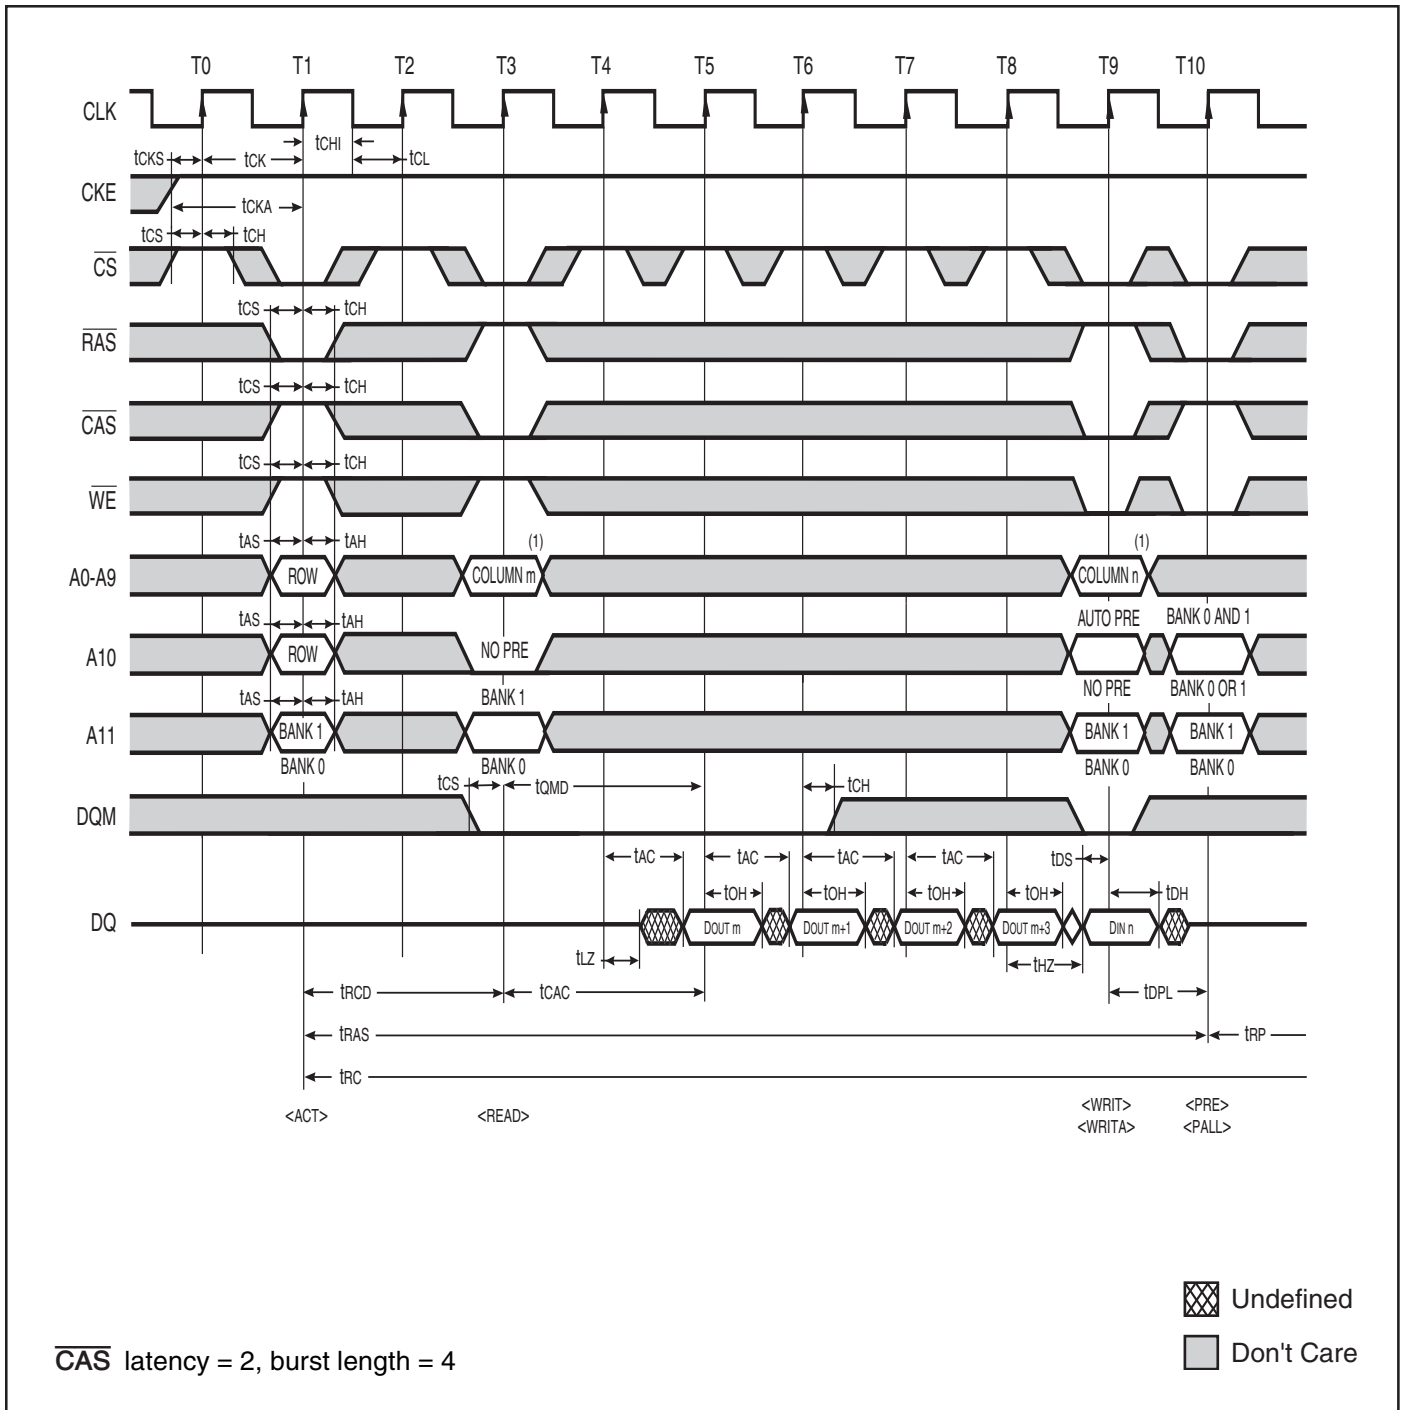 T0 T1 T2 T3 T4 T5 T6 T7 T8 T9 T10
CLK
tCHI
tCKS tCK tCL
CKE
tCKA
tCS tCH
CS
tCS tCH
RAS
tCS tCH
CAS
tCS tCH
WE
tAS tAH (1) (1)
A0-A9 ROW COLUMN m COLUMN n
tAS tAH AUTO PRE BANK 0 AND 1
A10 ROW NO PRE
tAS tAH BANK 1 NO PRE BANK 0 OR 1
A11 BANK 1 BANK 1 BANK 1
BANK 0 BANK 0 BANK 0 BANK 0
tCS tQMD tCH
DQM
tAC tAC tAC tAC tDS
tOH tOH tOH tOH tDH
DQ DOUT m DOUT m+1 DOUT m+2 DOUT m+3 DIN n
tLZ tHZ
tRCD tCAC tDPL
tRAS tRP
tRC
<ACT> <READ> <WRIT> <PRE>
<WRITA> <PALL>
Undefined
Don't Care
CAS latency = 2, burst length = 4